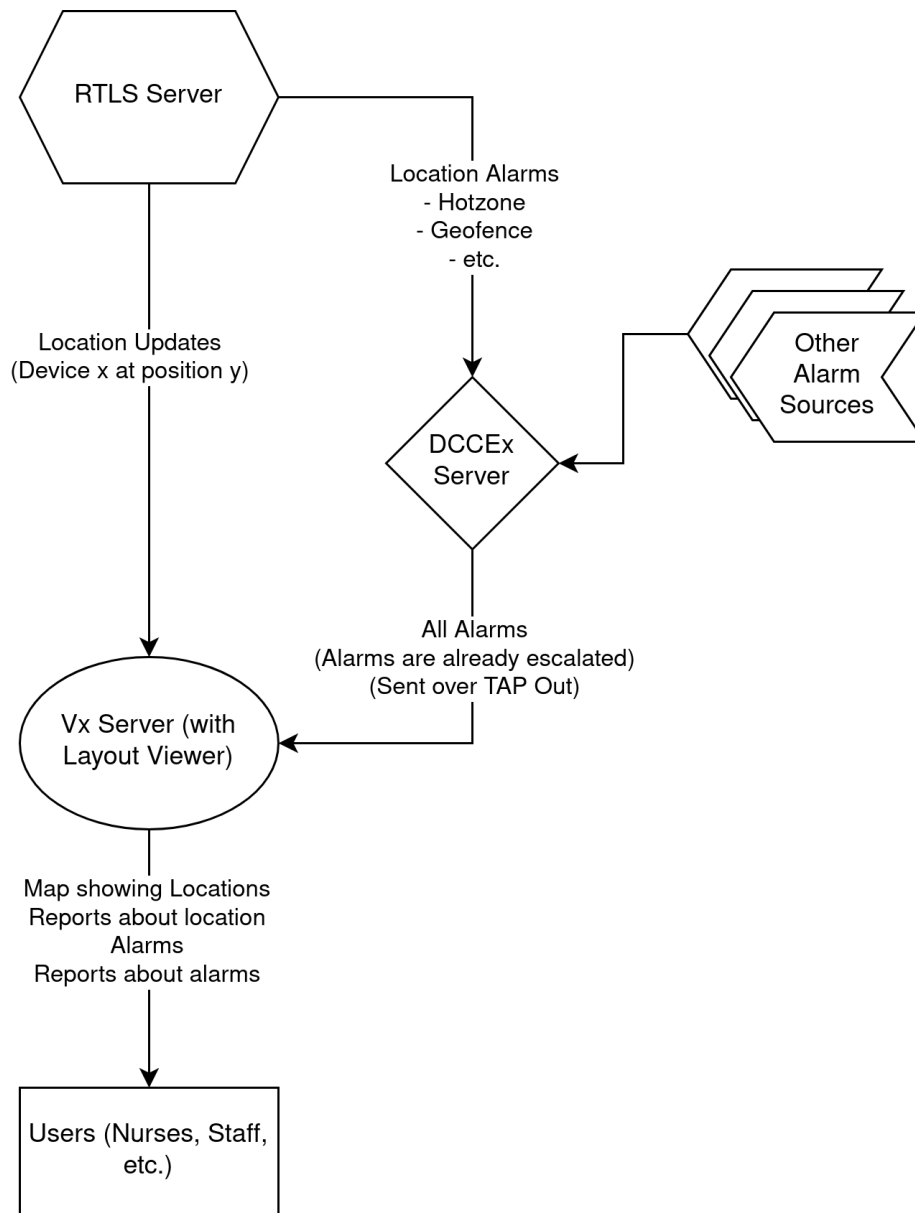 RTLS Server
Location Alarms
- Hotzone
- Geofence
- etc.
Location Updates
(Device x at position y)
Other
Alarm
Sources
DCCEx
Server
All Alarms
(Alarms are already escalated)
(Sent over TAP Out)
Vx Server (with
Layout Viewer)
Map showing Locations
Reports about location
Alarms
Reports about alarms
Users (Nurses, Staff,
etc.)